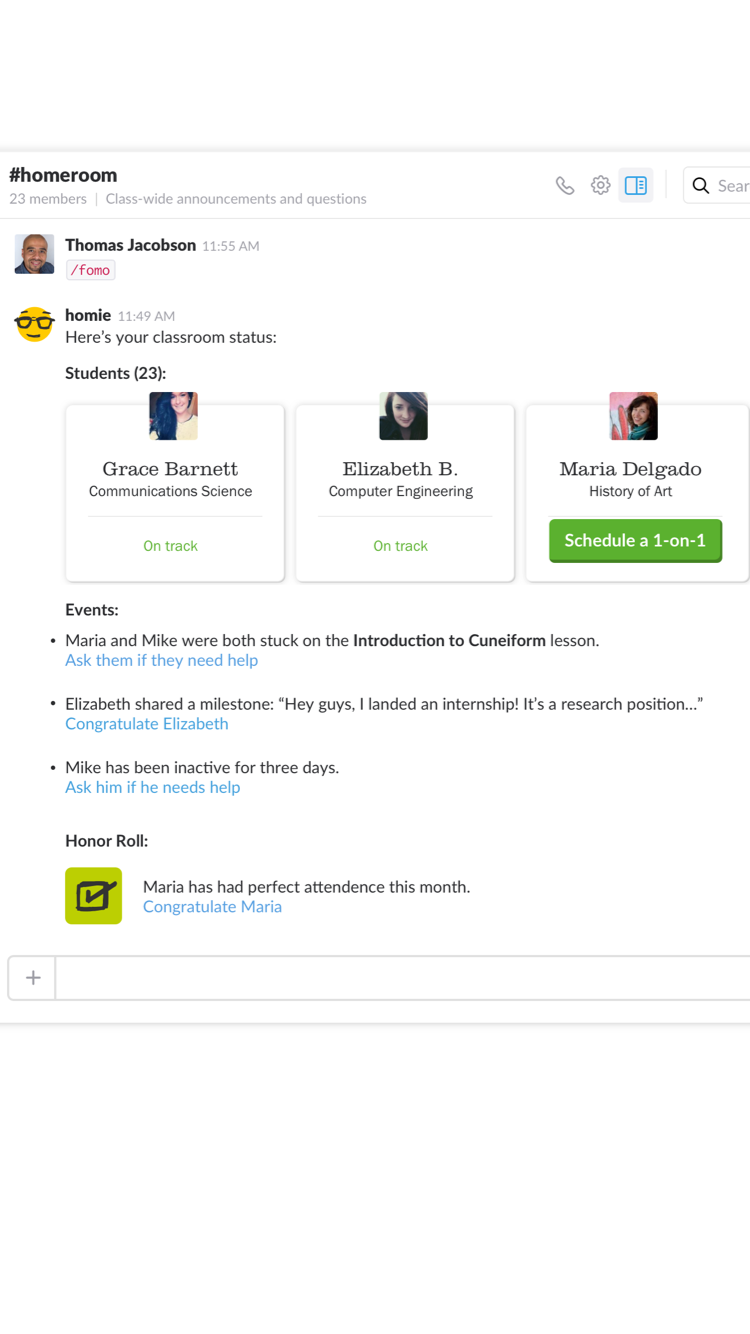 #homeroom
23 members | Class-wide announcements and questions
Sear
Thomas Jacobson 11:55 AM
/fomo
homie 11:49 AM
Here's your classroom status:
Students (23):
Grace Barnett
Communications Science
On track
Elizabeth B.
Computer Engineering
On track
Maria Delgado
History of Art
Schedule a 1-on-1
Events:
• Maria and Mike were both stuck on the Introduction to Cuneiform lesson.
Ask them if they need help
• Elizabeth shared a milestone: “Hey guys, I landed an internship! It's a research position...”
Congratulate Elizabeth
• Mike has been inactive for three days.
Ask him if he needs help
Honor Roll:
Maria has had perfect attendence this month.
Congratulate Maria